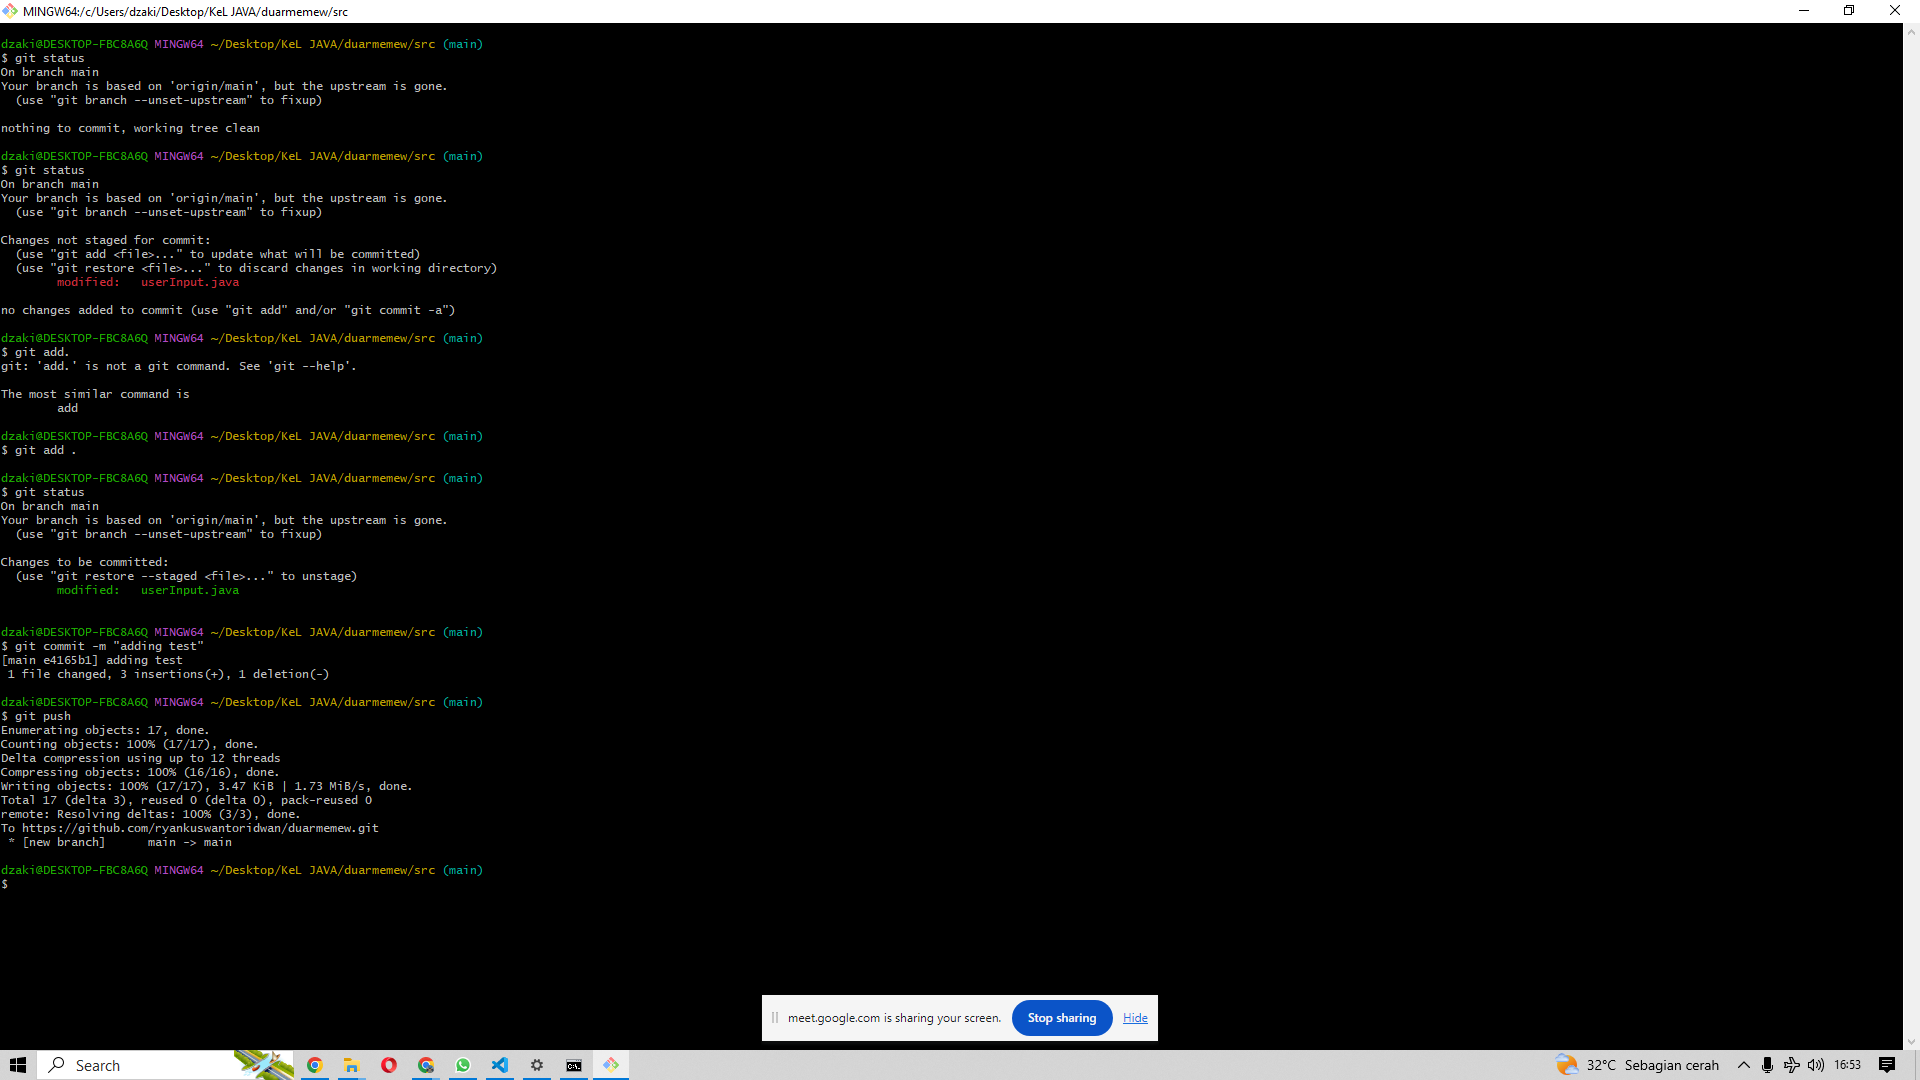 MINGW64:/c/Users/dzaki/Desktop/KeL JAVA/duarmemew/src
dzaki@DESKTOP-FBC8A6Q MINGW64 ~/Desktop/KeL JAVA/duarmemew/src (main)
$ git status
On branch main
Your branch is based on 'origin/main', but the upstream is gone.
  (use "git branch --unset-upstream" to fixup)
nothing to commit, working tree clean
dzaki@DESKTOP-FBC8A6Q MINGW64 ~/Desktop/KeL JAVA/duarmemew/src (main)
$ git status
On branch main
Your branch is based on 'origin/main', but the upstream is gone.
  (use "git branch --unset-upstream" to fixup)
Changes not staged for commit:
  (use "git add <file>..." to update what will be committed)
  (use "git restore <file>..." to discard changes in working directory)
        modified:   userInput.java
no changes added to commit (use "git add" and/or "git commit -a")
dzaki@DESKTOP-FBC8A6Q MINGW64 ~/Desktop/KeL JAVA/duarmemew/src (main)
$ git add.
git: 'add.' is not a git command. See 'git --help'.
The most similar command is
        add
dzaki@DESKTOP-FBC8A6Q MINGW64 ~/Desktop/KeL JAVA/duarmemew/src (main)
$ git add .
dzaki@DESKTOP-FBC8A6Q MINGW64 ~/Desktop/KeL JAVA/duarmemew/src (main)
$ git status
On branch main
Your branch is based on 'origin/main', but the upstream is gone.
  (use "git branch --unset-upstream" to fixup)
Changes to be committed:
  (use "git restore --staged <file>..." to unstage)
        modified:   userInput.java
dzaki@DESKTOP-FBC8A6Q MINGW64 ~/Desktop/KeL JAVA/duarmemew/src (main)
$ git commit -m "adding test"
[main e4165b1] adding test
 1 file changed, 3 insertions(+), 1 deletion(-)
dzaki@DESKTOP-FBC8A6Q MINGW64 ~/Desktop/KeL JAVA/duarmemew/src (main)
$ git push
Enumerating objects: 17, done.
Counting objects: 100% (17/17), done.
Delta compression using up to 12 threads
Compressing objects: 100% (16/16), done.
Writing objects: 100% (17/17), 3.47 KiB | 1.73 MiB/s, done.
Total 17 (delta 3), reused 0 (delta 0), pack-reused 0
remote: Resolving deltas: 100% (3/3), done.
To https://github.com/ryankuswantoridwan/duarmemew.git
 * [new branch]      main -> main
dzaki@DESKTOP-FBC8A6Q MINGW64 ~/Desktop/KeL JAVA/duarmemew/src (main)
$
meet.google.com is sharing your screen. Stop sharing Hide
Search 32°C Sebagian cerah 16:53